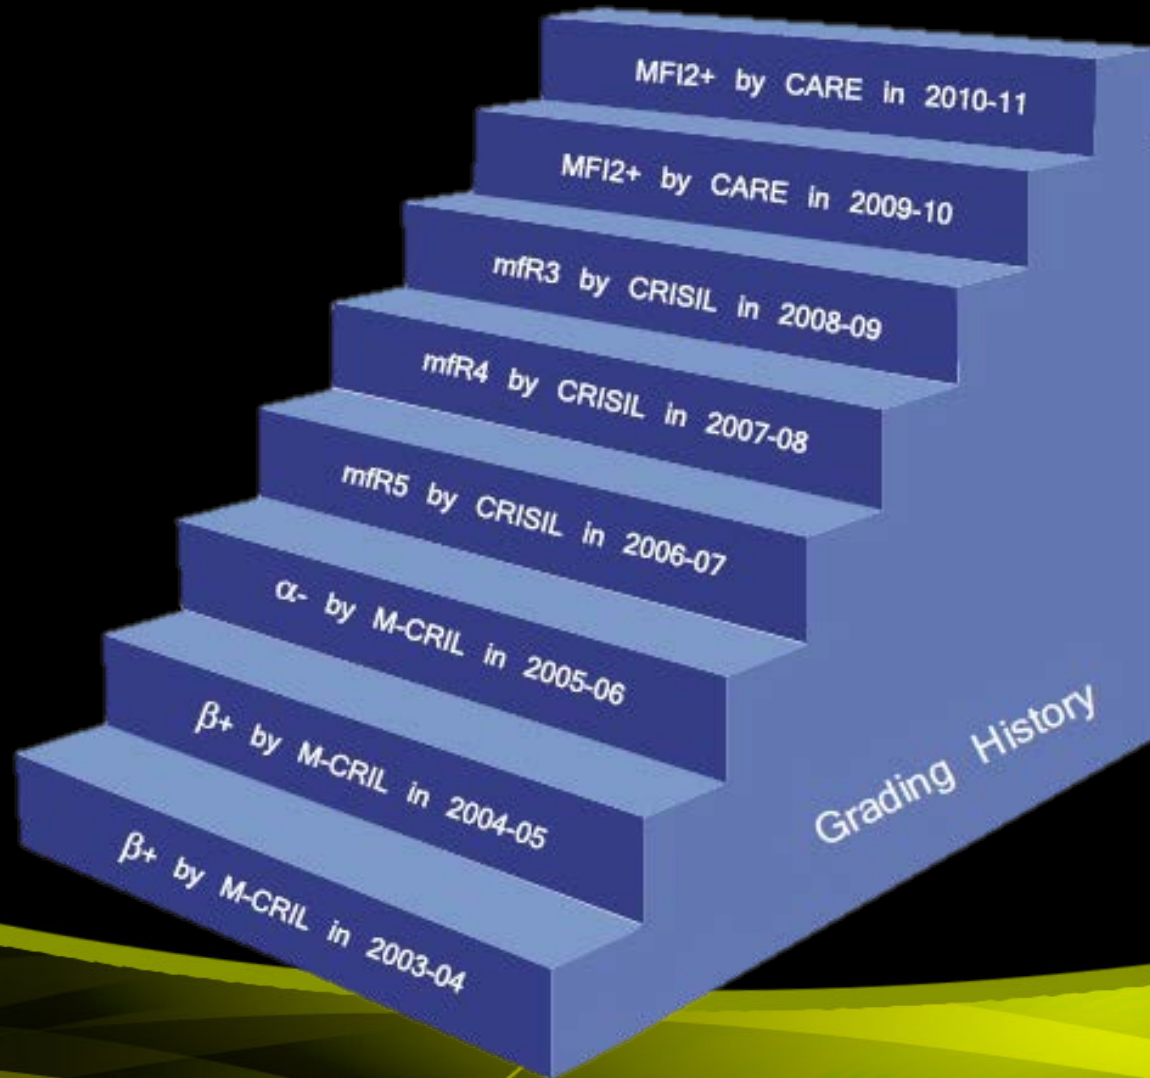 MFI2+ by CARE in 2010-11
MFI2+ by CARE in 2009-10
mfR3 by CRISIL in 2008-09
mfR4 by CRISIL in 2007-08
mfR5 by CRISIL in 2006-07
α- by M-CRIL in 2005-06
β+ by M-CRIL in 2004-05
β+ by M-CRIL in 2003-04
Grading History